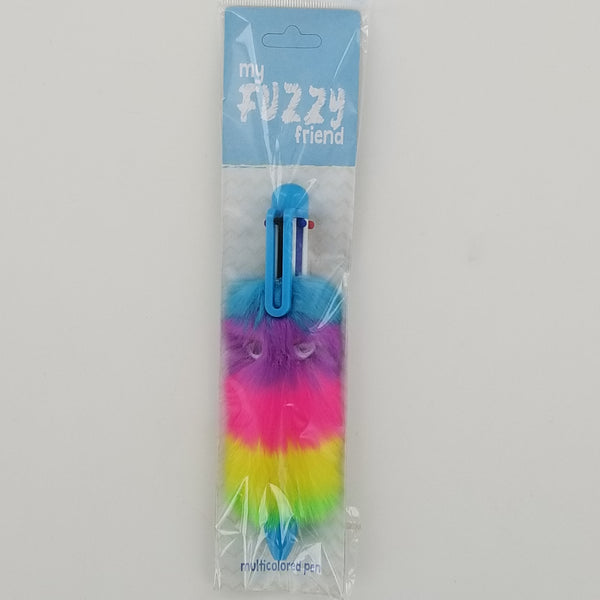 my
FUZZY
friend
multicolored pen